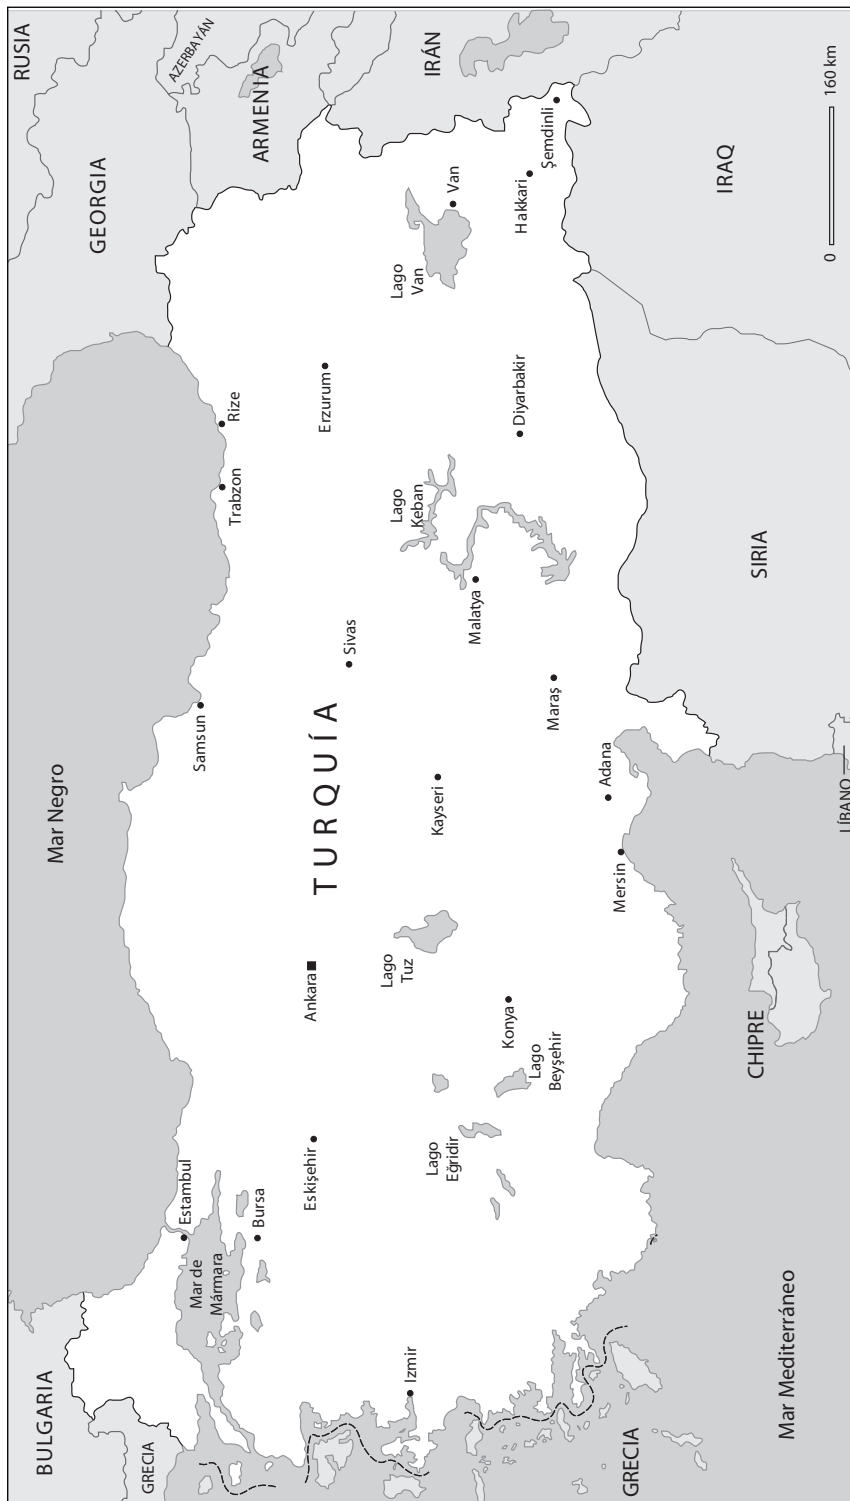 RUSIA
GEORGIA
AZERBAYÁN
ARMENIA
IRÁN
BULGARIA
GRECIA
Mar Negro
Estambul
Mar de
Mármara
Bursa
Eskişehir
Ankara
Samsun
Trabzon
Rize
Sivas
Erzurum
TURQUÍA
Izmir
Lago
Eğridir
Lago
Beyşehir
Konya
Lago
Tuz
Kayseri
Lago
Keban
Malatya
Maraş
Diyarbakir
Lago
Van
Van
Hakkari
Şemdinli
Mersin
Adana
GRECIA
Mar Mediterráneo
CHIPRE
LÍBANO
SIRIA
IRAQ
0
160 km